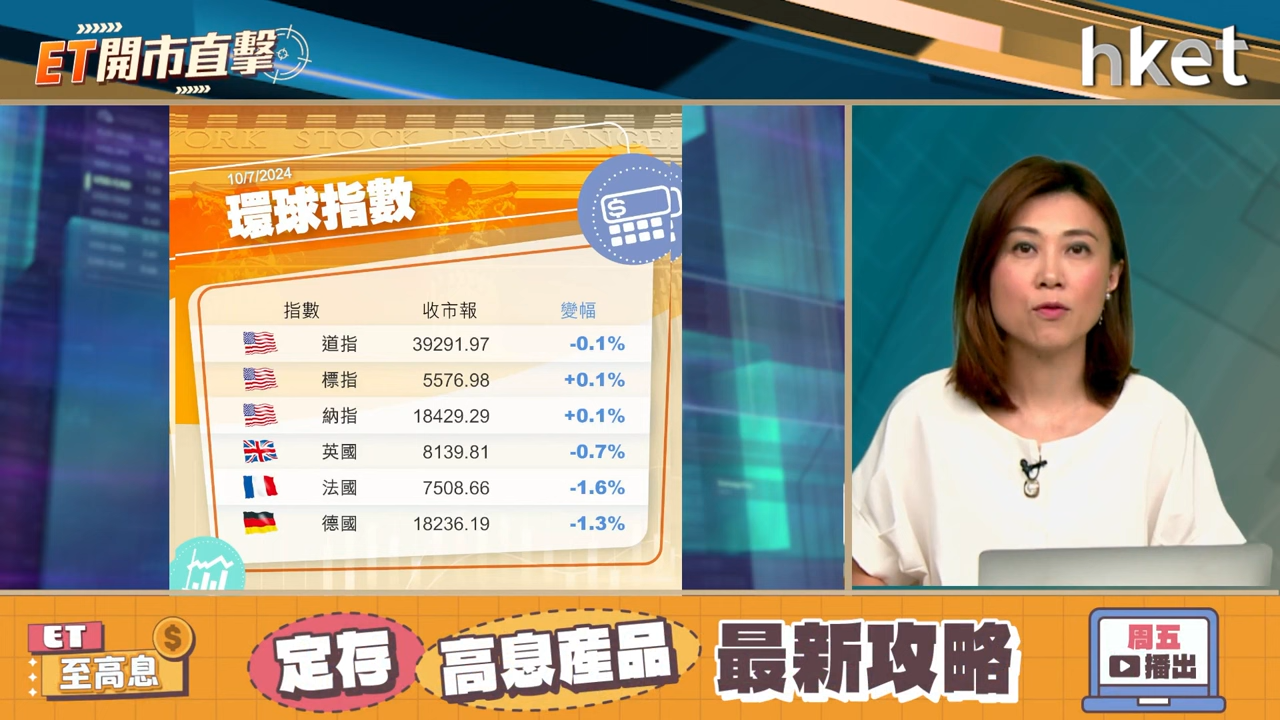 ET開市直擊
hket
YORK STOCK EXCHANGE
10/7/2024
環球指數
$
指數 收市報 變幅
道指 39291.97 -0.1%
標指 5576.98 +0.1%
納指 18429.29 +0.1%
英國 8139.81 -0.7%
法國 7508.66 -1.6%
德國 18236.19 -1.3%
ET
至高息
$
定存 高息產品 最新攻略
周五
播出